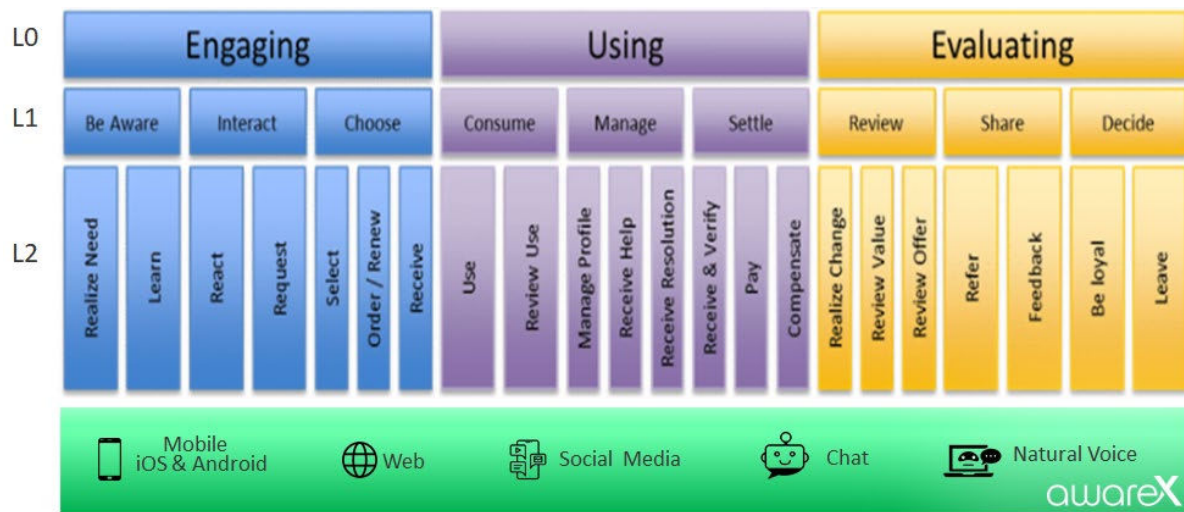 L0
Engaging
Using
Evaluating
L1
Be Aware
Interact
Choose
Consume
Manage
Settle
Review
Share
Decide
L2
Realize Need
Learn
React
Request
Select
Order / Renew
Receive
Use
Review Use
Manage Profile
Receive Help
Receive Resolution
Receive & Verify
Pay
Compensate
Realize Change
Review Value
Review Offer
Refer
Feedback
Be loyal
Leave
Mobile
iOS & Android
Web
Social Media
Chat
Natural Voice
awareX